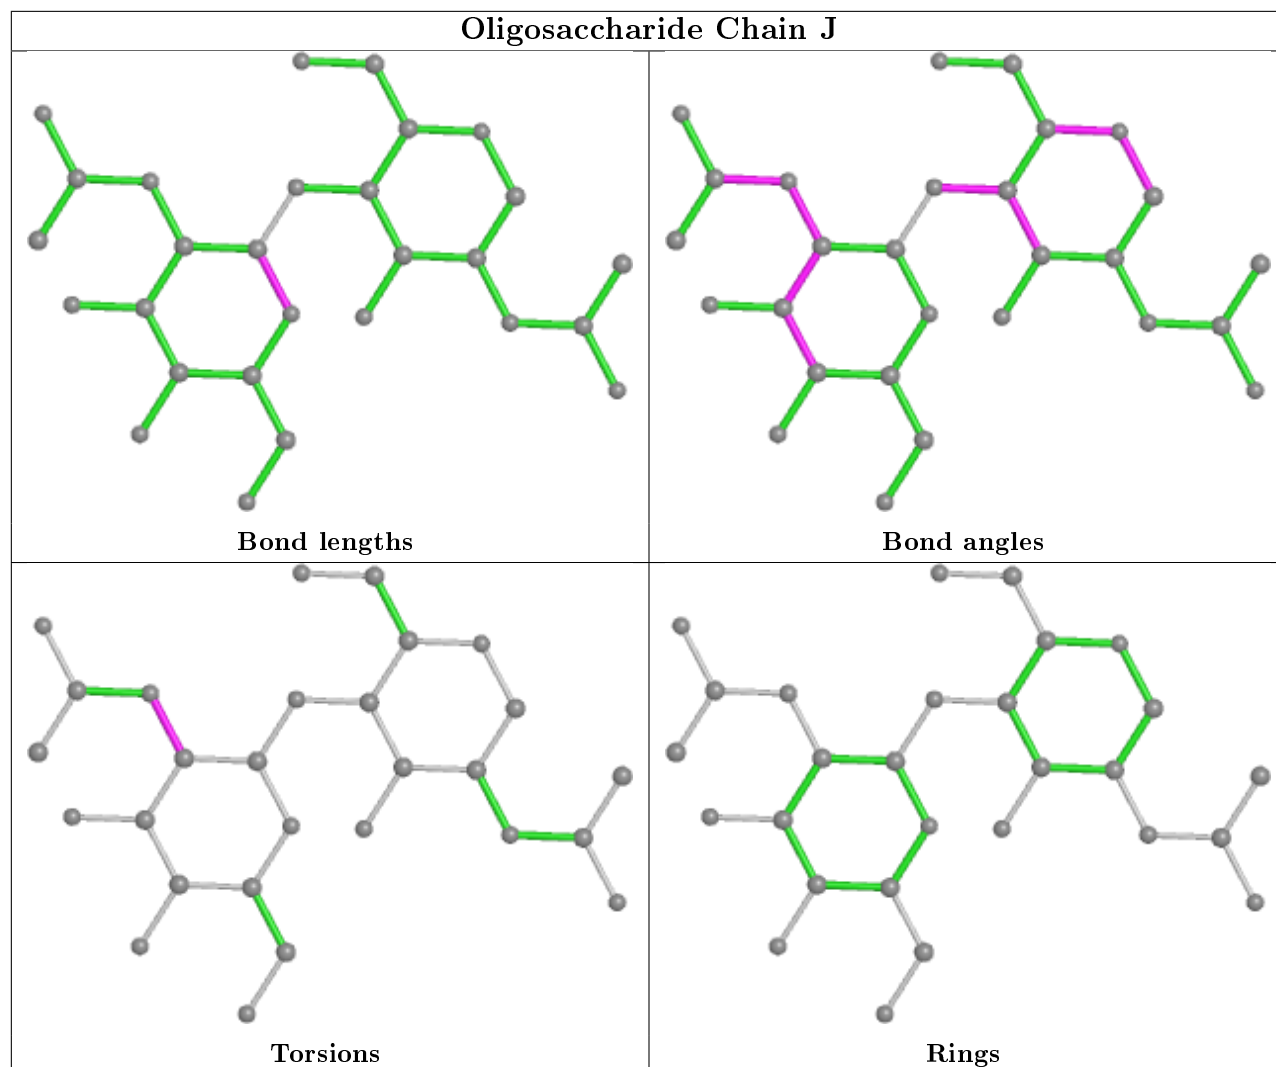 Oligosaccharide Chain J
Bond lengths
Bond angles
Torsions
Rings